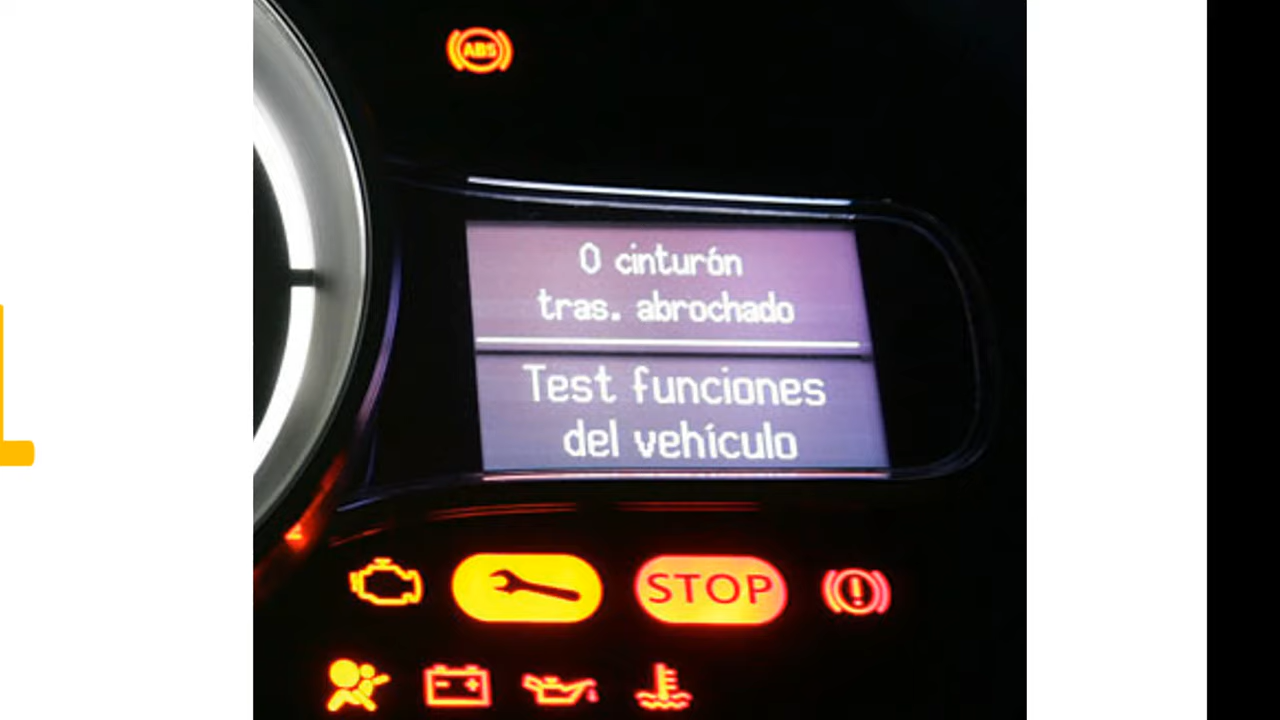 ABS
0 cinturón
tras. abrochado
Test funciones
del vehículo
STOP